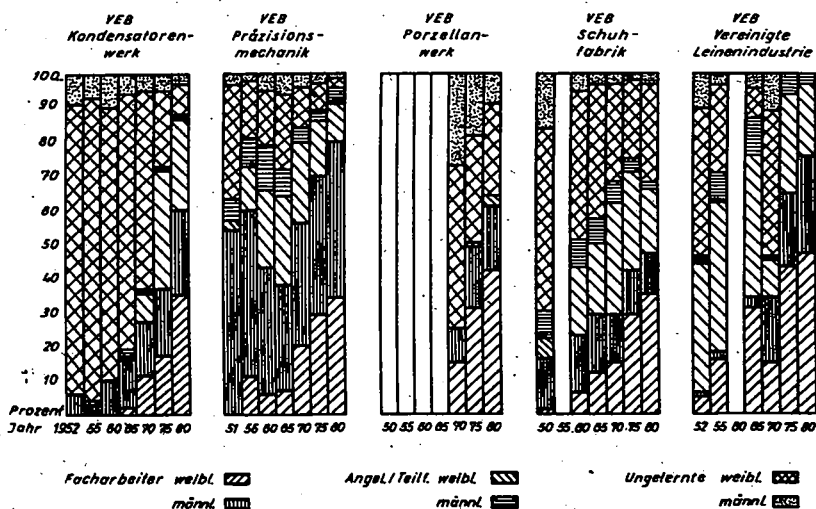 VEB Kondensatoren- werk
VEB Präzisions- mechanik
VEB Porzellan- werk
VEB Schuh- fabrik
VEB Vereinigte Leinenindustrie
100
90
80
70
60
50
40
30
20
10
Prozent
Jahr 1952 55 60 65 70 75 80
51 55 60 65 70 75 80
50 55 60 65 70 75 80
50 55 60 65 70 75 80
52 55 60 65 70 75 80
Facharbeiter weibl.
männl.
Angel./Teilf. weibl.
männl.
Ungelernte weibl.
männl.